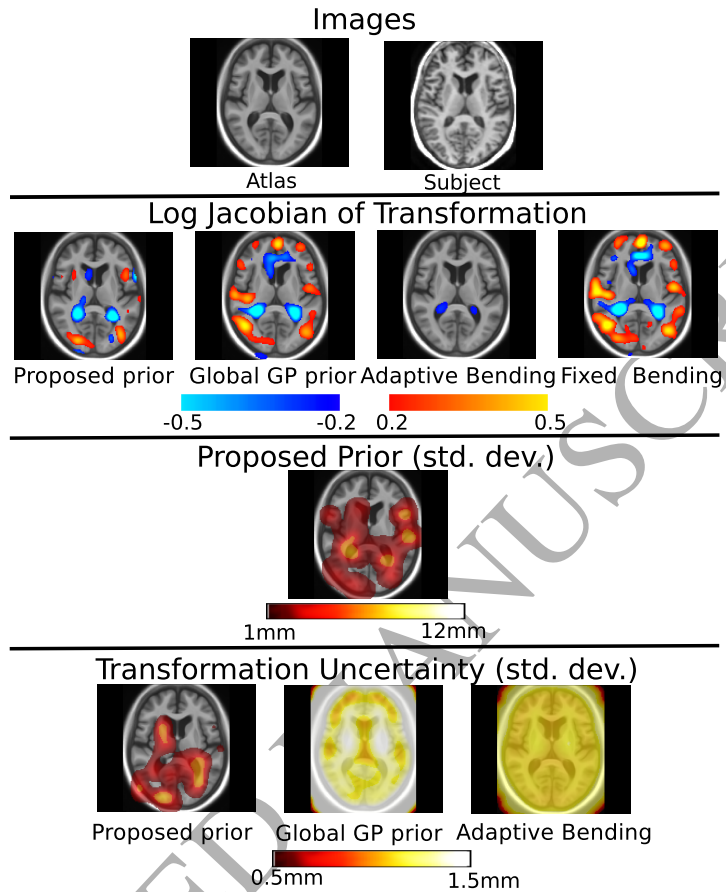 Images
Atlas
Subject
Log Jacobian of Transformation
Proposed prior
Global GP prior
Adaptive Bending
Fixed Bending
-0.5
-0.2
0.2
0.5
Proposed Prior (std. dev.)
1mm
12mm
Transformation Uncertainty (std. dev.)
Proposed prior
Global GP prior
Adaptive Bending
0.5mm
1.5mm